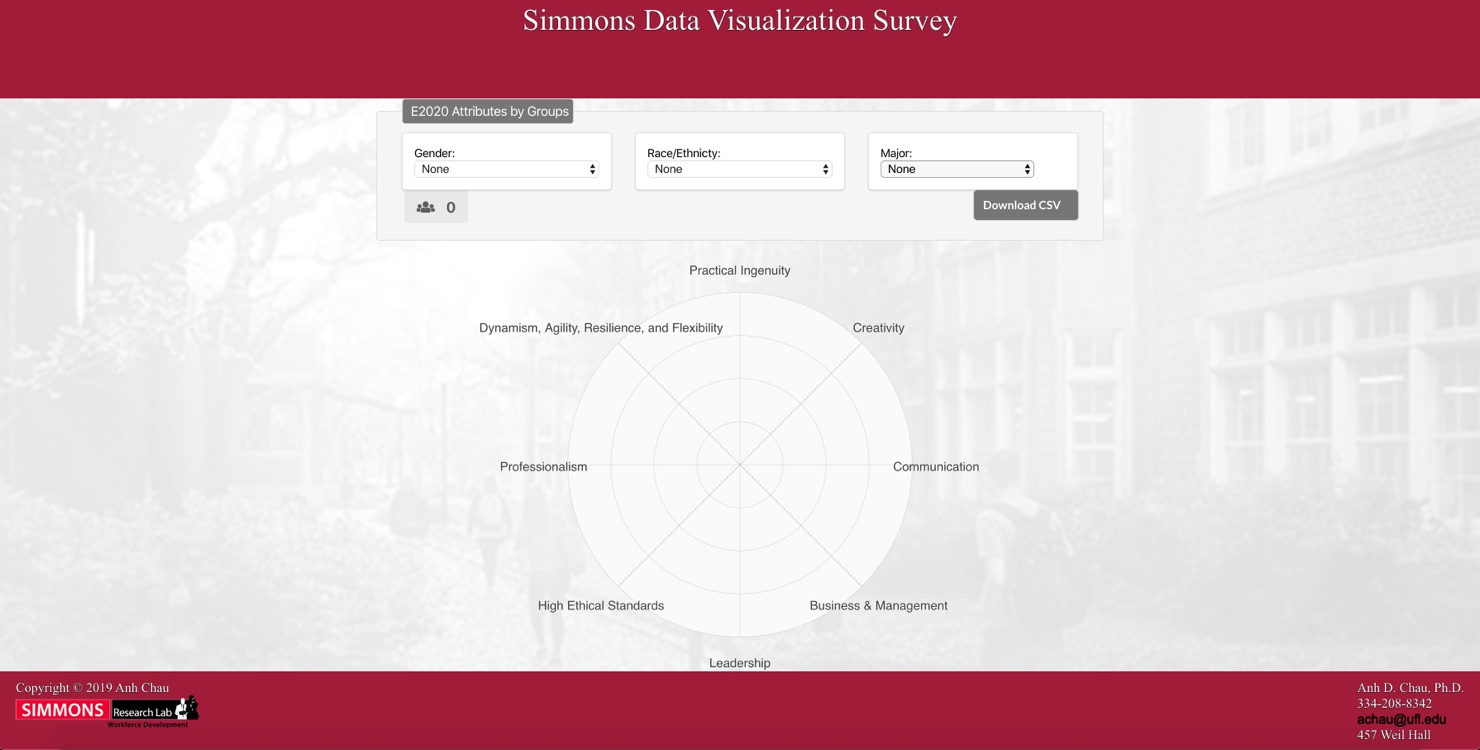 Simmons Data Visualization Survey
E2020 Attributes by Groups
Gender:
None
Race/Ethnicty:
None
Major:
None
0
Download CSV
Practical Ingenuity
Dynamism, Agility, Resilience, and Flexibility
Creativity
Professionalism
Communication
High Ethical Standards
Business & Management
Leadership
Copyright © 2019 Anh Chau
SIMMONS Research Lab
Workforce Development
Anh D. Chau, Ph.D.
334-208-8342
achau@ufl.edu
457 Weil Hall